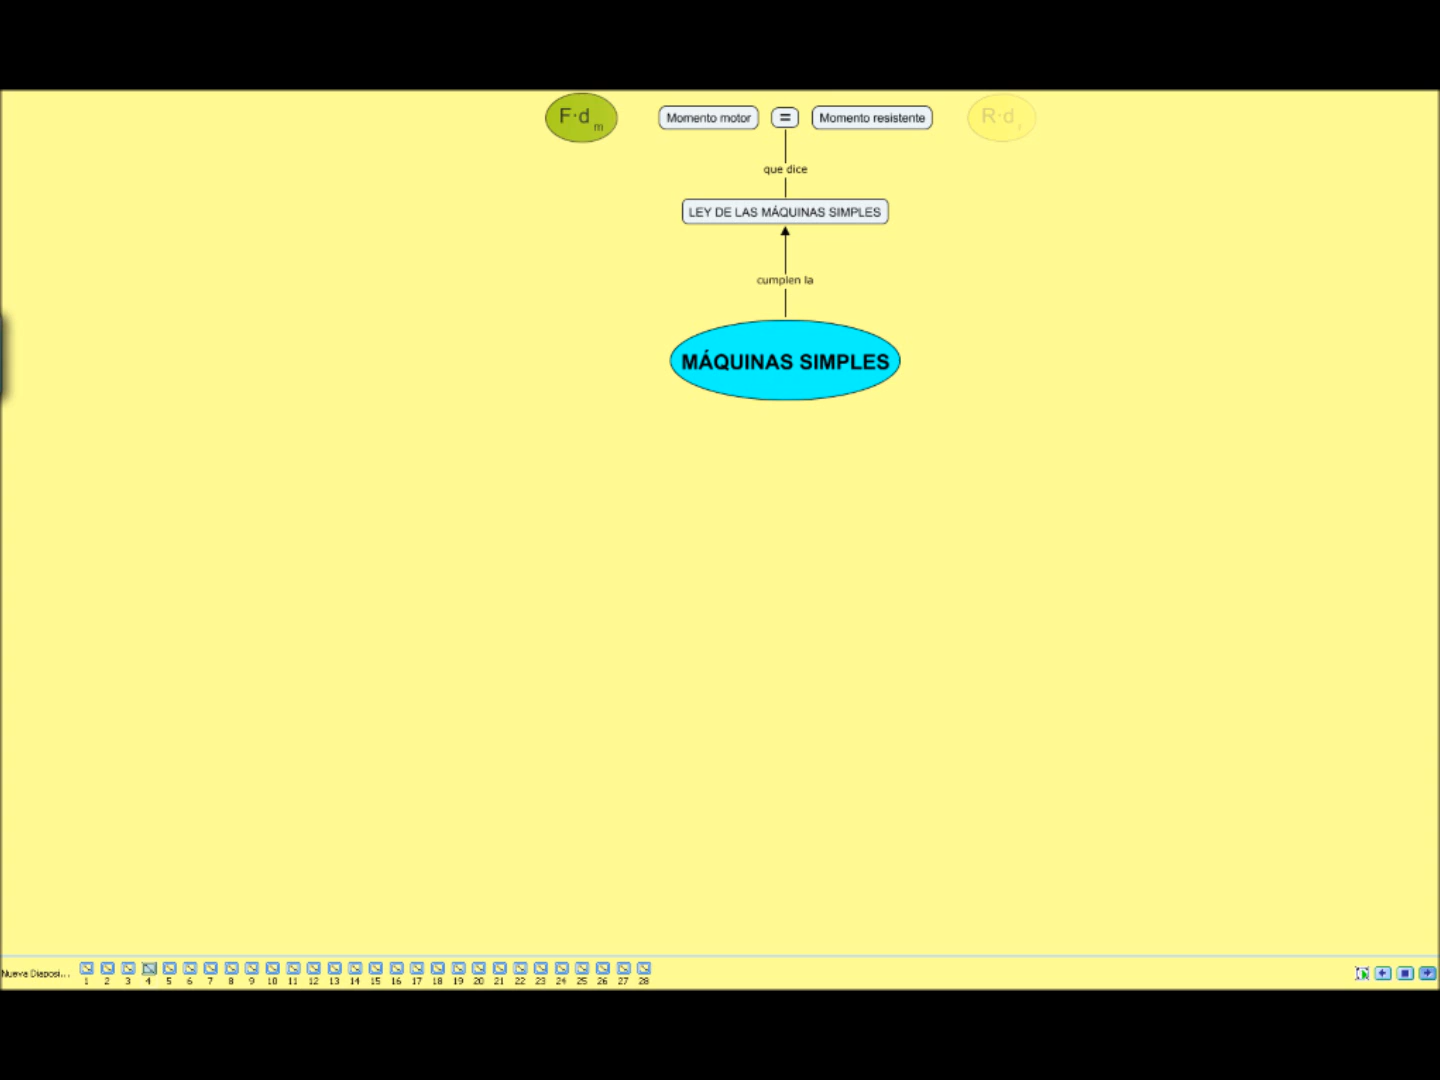 F·d m
Momento motor = Momento resistente
R·d r
que dice
LEY DE LAS MÁQUINAS SIMPLES
cumplen la
MÁQUINAS SIMPLES
Nueva Diaposi...
1 2 3 4 5 6 7 8 9 10 11 12 13 14 15 16 17 18 19 20 21 22 23 24 25 26 27 28